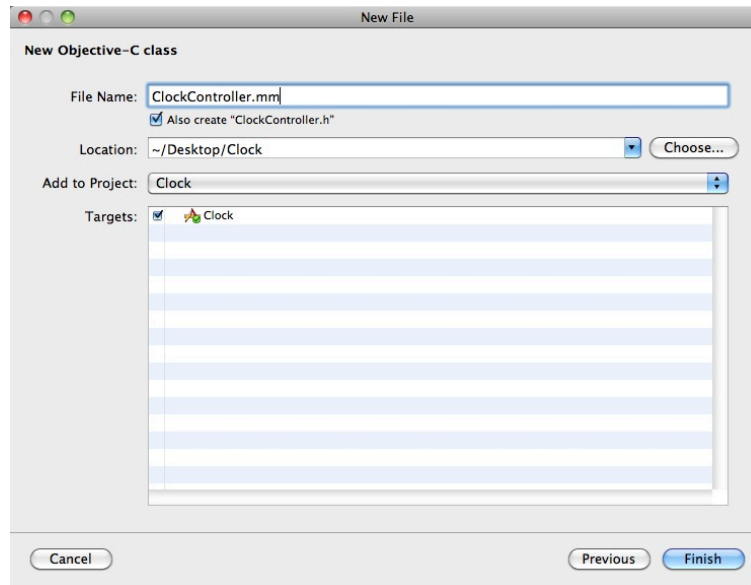 New File
New Objective-C class
File Name: ClockController.mm
Also create "ClockController.h"
Location: ~/Desktop/Clock Choose...
Add to Project: Clock
Targets: Clock
Cancel Previous Finish